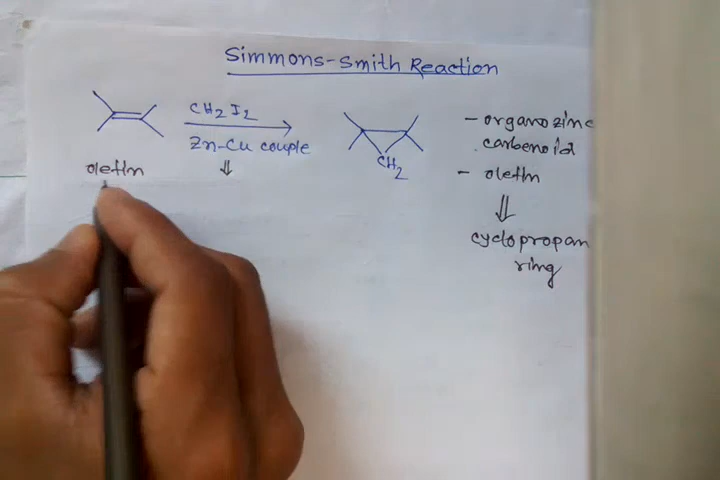 Simmons-Smith Reaction
CH2I2
Zn-Cu couple
⇓
olefin
CH2
- organozinc
carbenoid
- olefin
⇓
cyclopropan
ring